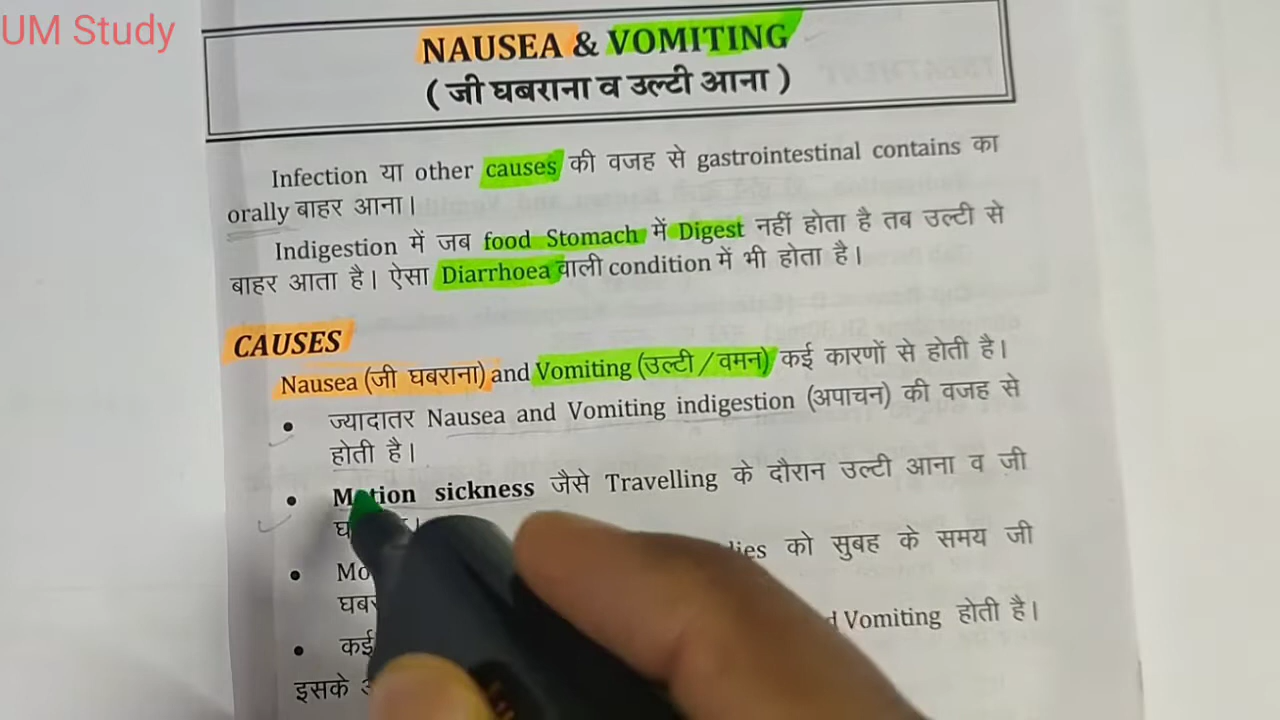 UM Study
NAUSEA & VOMITING
( जी घबराना व उल्टी आना )
Infection या other causes की वजह से gastrointestinal contains का
orally बाहर आना।
Indigestion में जब food Stomach में Digest नहीं होता है तब उल्टी से
बाहर आता है। ऐसा Diarrhoea वाली condition में भी होता है।
CAUSES
Nausea (जी घबराना) and Vomiting (उल्टी / वमन) कई कारणों से होती है।
• ज्यादातर Nausea and Vomiting indigestion (अपाचन) की वजह से
होती है।
• Motion sickness जैसे Travelling के दौरान उल्टी आना व जी
• को सुबह के समय जी
• कई Vomiting होती है।
इसके